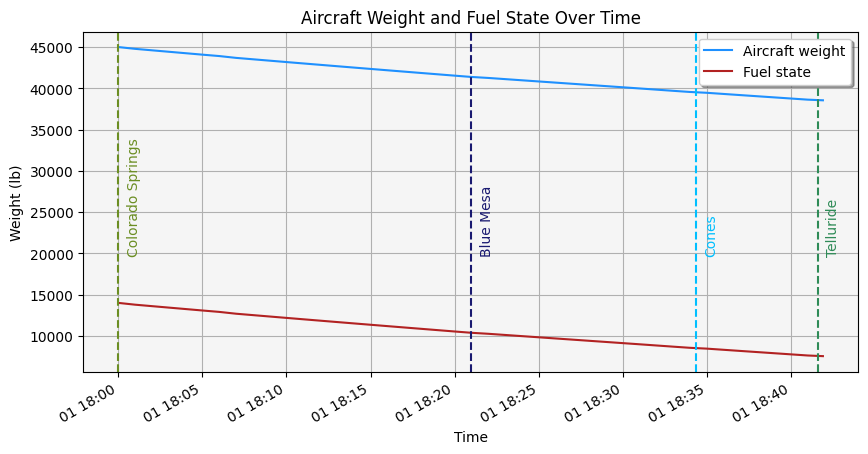 Aircraft Weight and Fuel State Over Time
Aircraft weight
Fuel state
Weight (lb)
45000
40000
35000
30000
25000
20000
15000
10000
Colorado Springs
Blue Mesa
Cones
Telluride
01 18:00
01 18:05
01 18:10
01 18:15
01 18:20
01 18:25
01 18:30
01 18:35
01 18:40
Time